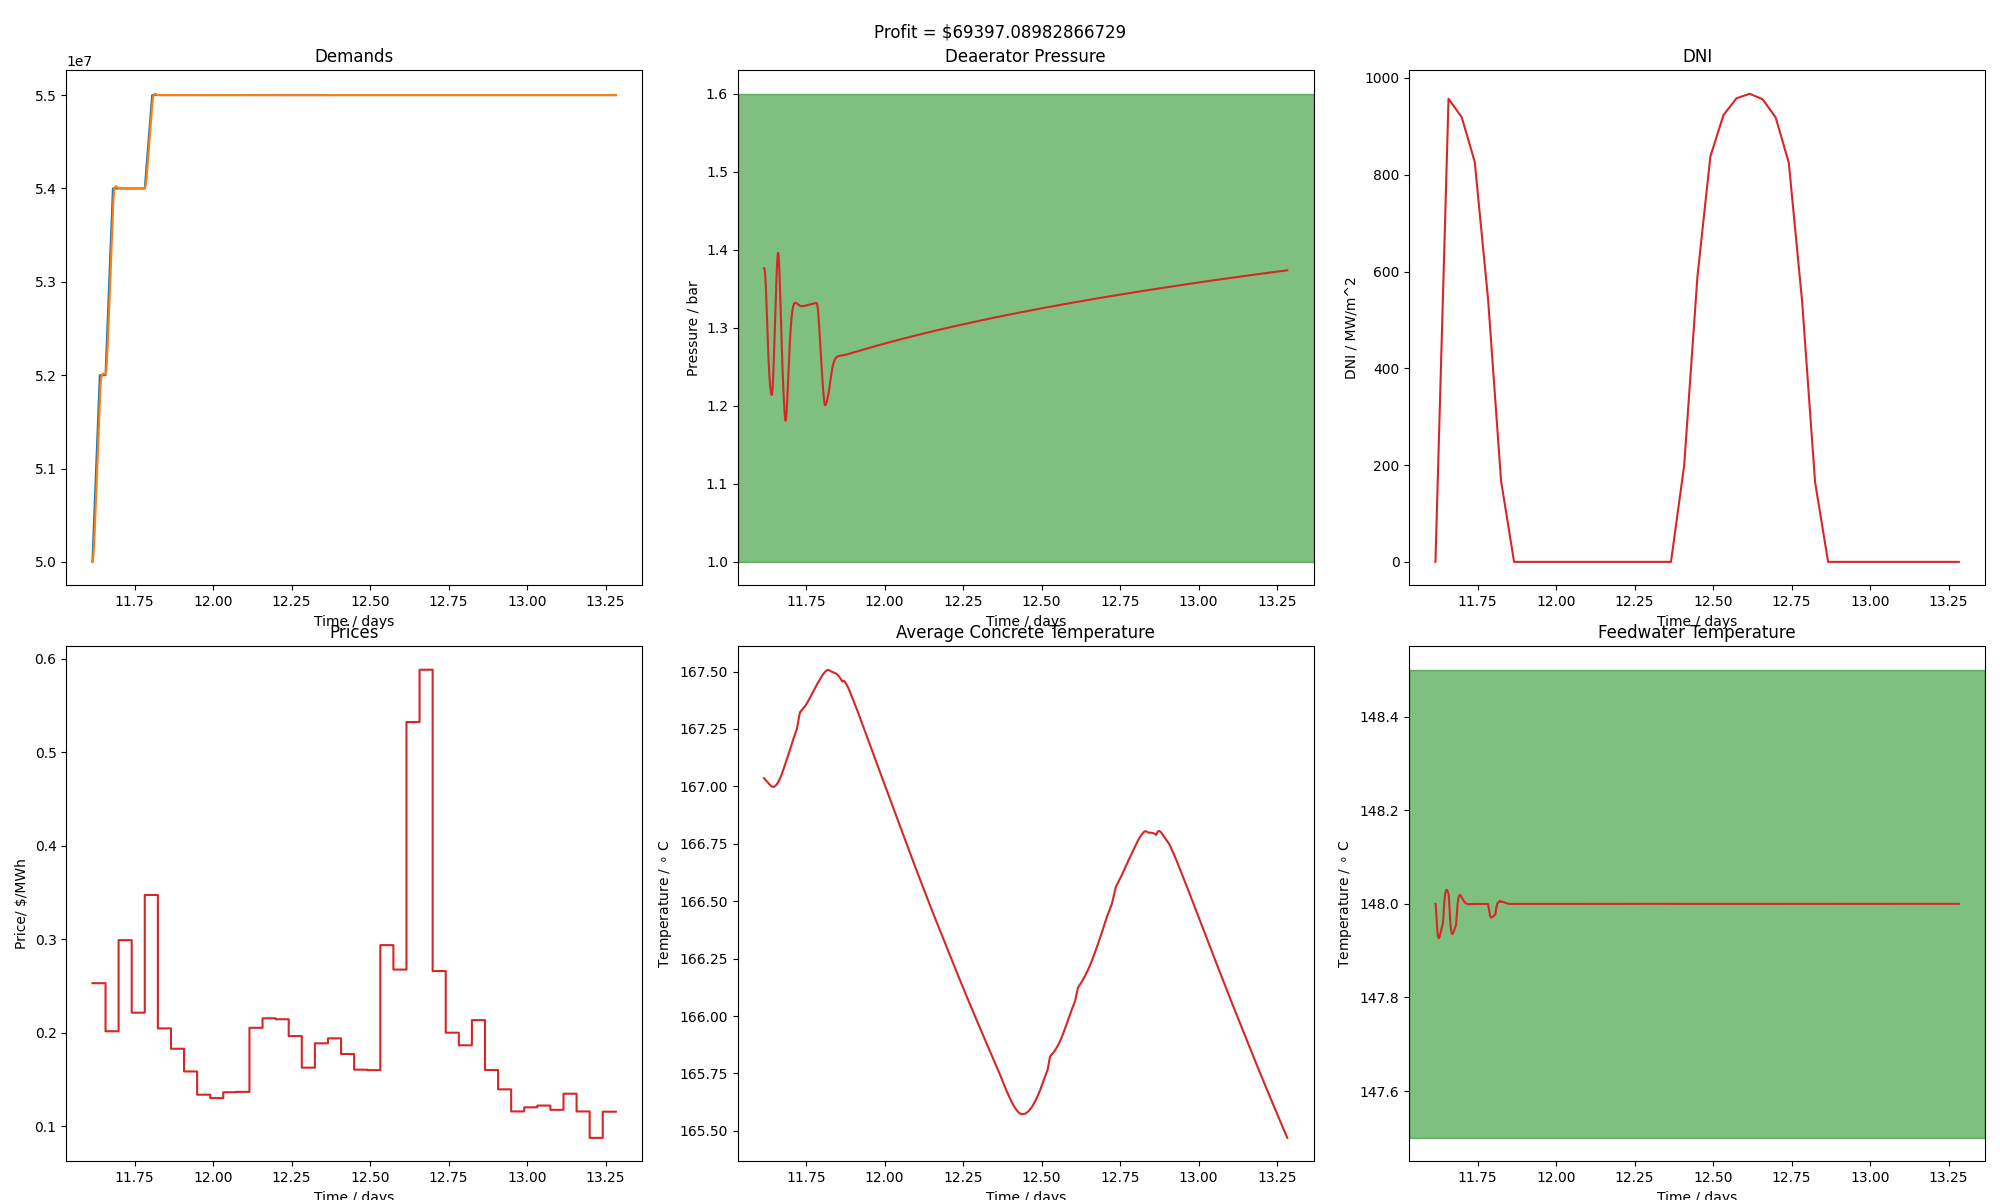 Profit = $69397.08982866729
Demands
1e7
5.5
5.4
5.3
5.2
5.1
5.0
11.75 12.00 12.25 12.50 12.75 13.00 13.25
Time / days
Deaerator Pressure
Pressure / bar
1.6
1.5
1.4
1.3
1.2
1.1
1.0
11.75 12.00 12.25 12.50 12.75 13.00 13.25
Time / days
DNI
DNI / MW/m^2
1000
800
600
400
200
0
11.75 12.00 12.25 12.50 12.75 13.00 13.25
Time / days
Prices
Price/ $/MWh
0.6
0.5
0.4
0.3
0.2
0.1
11.75 12.00 12.25 12.50 12.75 13.00 13.25
Time / days
Average Concrete Temperature
Temperature / ∘ C
167.50
167.25
167.00
166.75
166.50
166.25
166.00
165.75
165.50
11.75 12.00 12.25 12.50 12.75 13.00 13.25
Time / days
Feedwater Temperature
Temperature / ∘ C
148.4
148.2
148.0
147.8
147.6
11.75 12.00 12.25 12.50 12.75 13.00 13.25
Time / days